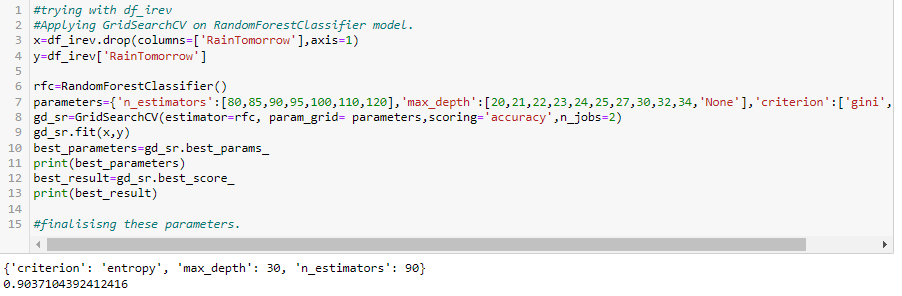 1 #trying with df_irev
2 #Applying GridSearchCV on RandomForestClassifier model.
3 x=df_irev.drop(columns=['RainTomorrow'],axis=1)
4 y=df_irev['RainTomorrow']
5
6 rfc=RandomForestClassifier()
7 parameters={'n_estimators':[80,85,90,95,100,110,120],'max_depth':[20,21,22,23,24,25,27,30,32,34,'None'],'criterion':['gini',
8 gd_sr=GridSearchCV(estimator=rfc, param_grid= parameters,scoring='accuracy',n_jobs=2)
9 gd_sr.fit(x,y)
10 best_parameters=gd_sr.best_params_
11 print(best_parameters)
12 best_result=gd_sr.best_score_
13 print(best_result)
14
15 #finalisisng these parameters.
{'criterion': 'entropy', 'max_depth': 30, 'n_estimators': 90}
0.9037104392412416